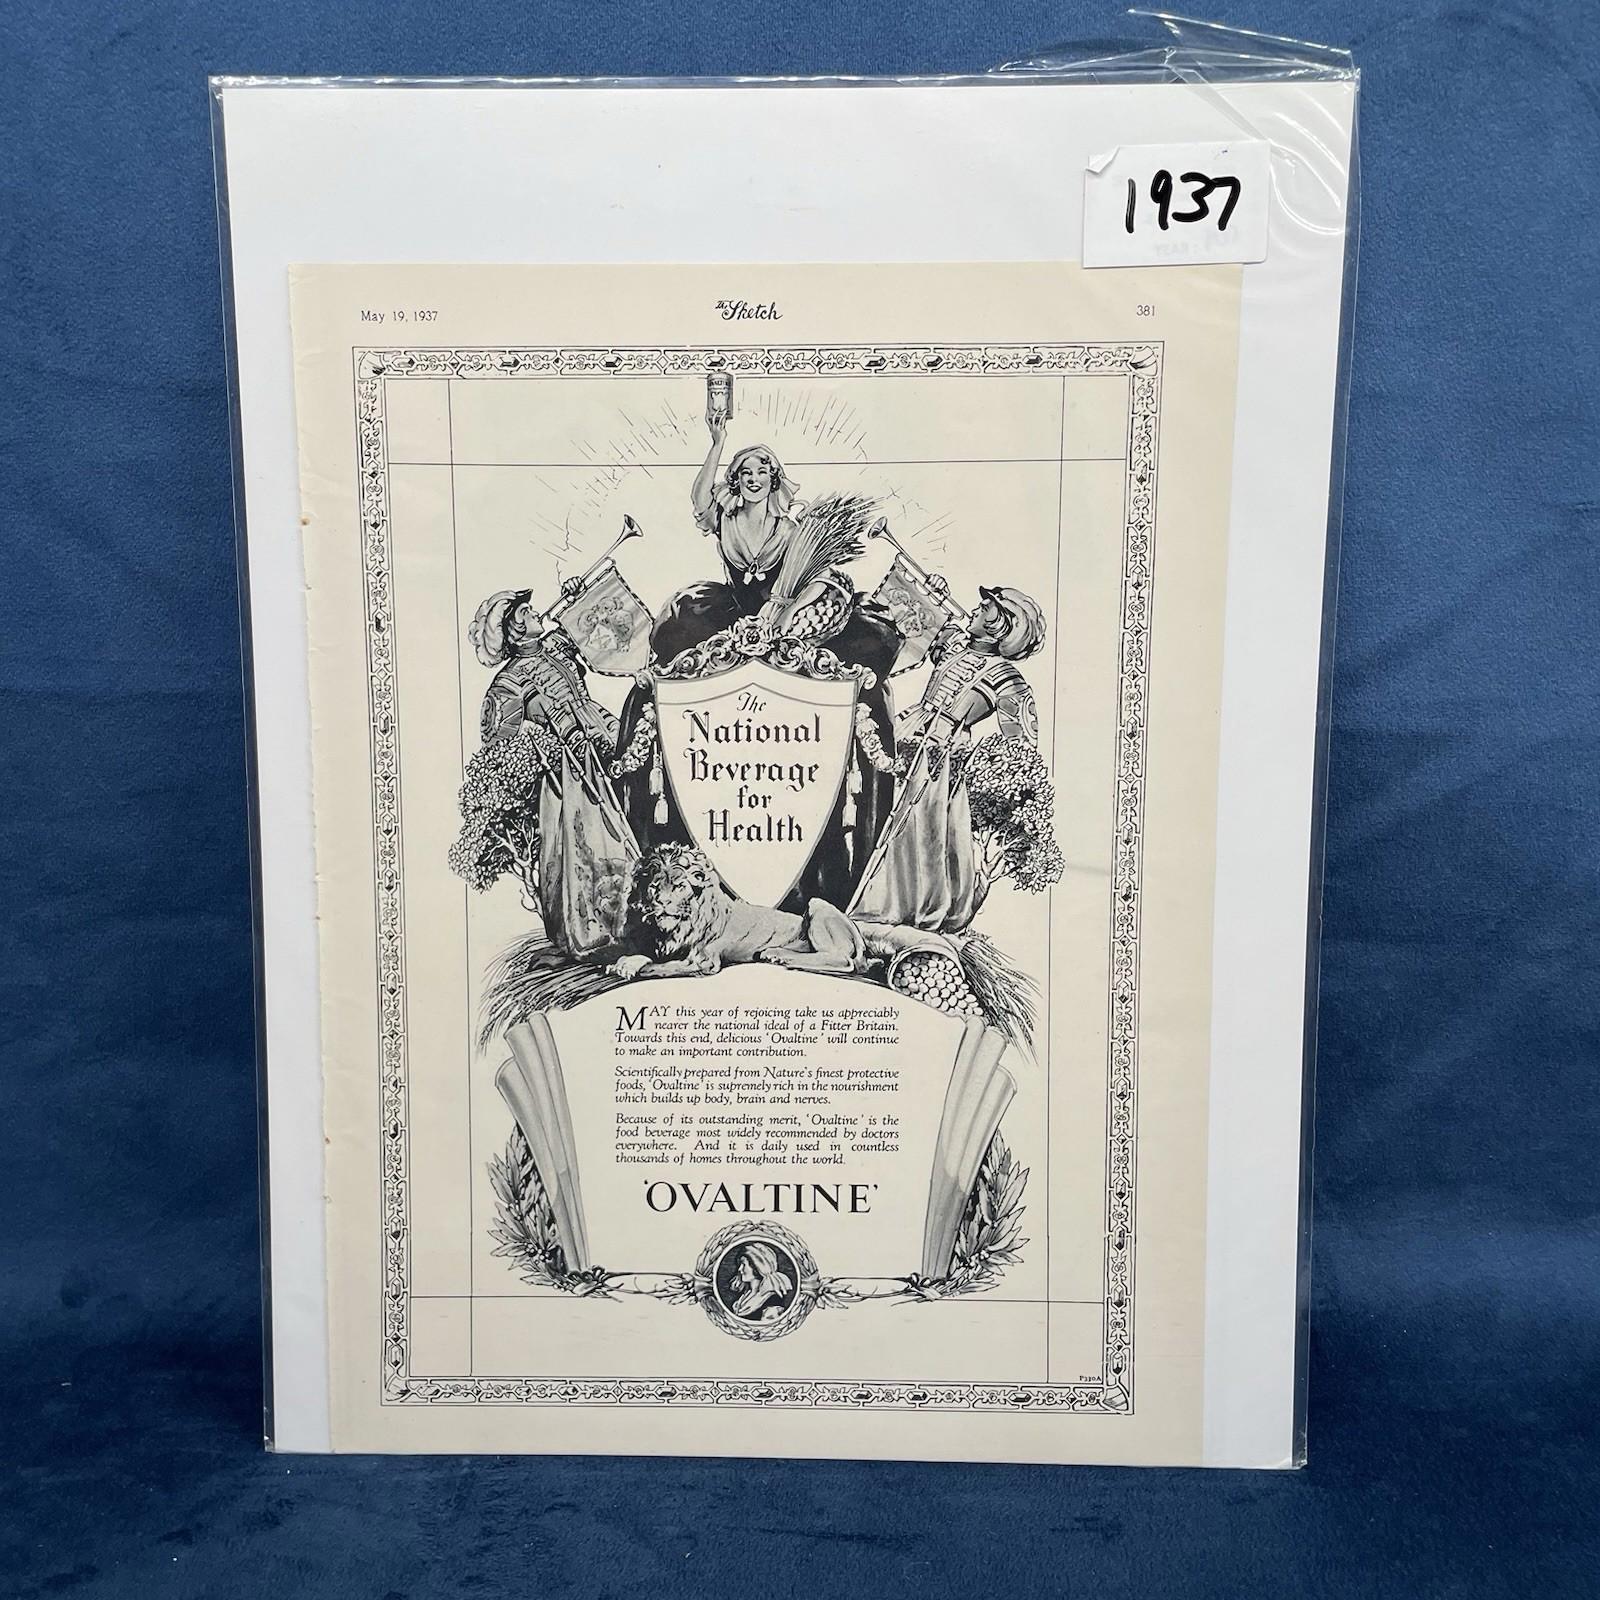 1937
May 19, 1937
The Sketch
381
OVALTINE
The
National
Beverage
for
Health
MAY this year of rejoicing take us appreciably
nearer the national ideal of a Fitter Britain.
Towards this end, delicious 'Ovaltine' will continue
to make an important contribution.
Scientifically prepared from Nature's finest protective
foods, 'Ovaltine' is supremely rich in the nourishment
which builds up body, brain and nerves.
Because of its outstanding merit, 'Ovaltine' is the
food beverage most widely recommended by doctors
everywhere. And it is daily used in countless
thousands of homes throughout the world.
'OVALTINE'
P330A